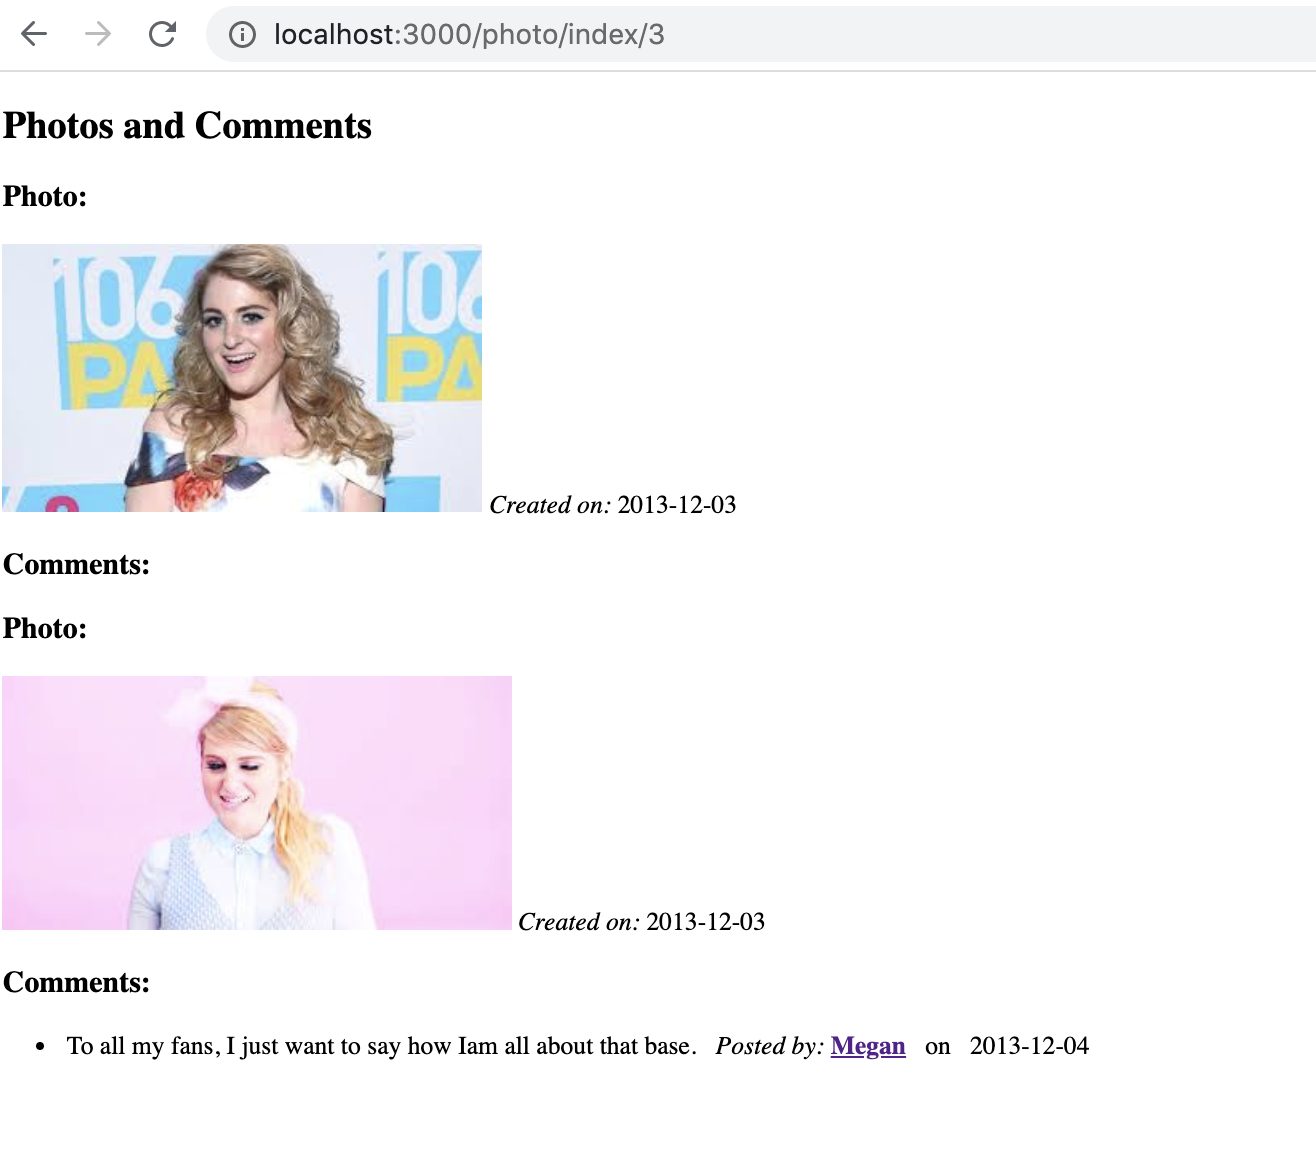 localhost:3000/photo/index/3
Photos and Comments
Photo:
106 106
PA PA
Created on: 2013-12-03
Comments:
Photo:
Created on: 2013-12-03
Comments:
• To all my fans, I just want to say how Iam all about that base. Posted by: Megan on 2013-12-04